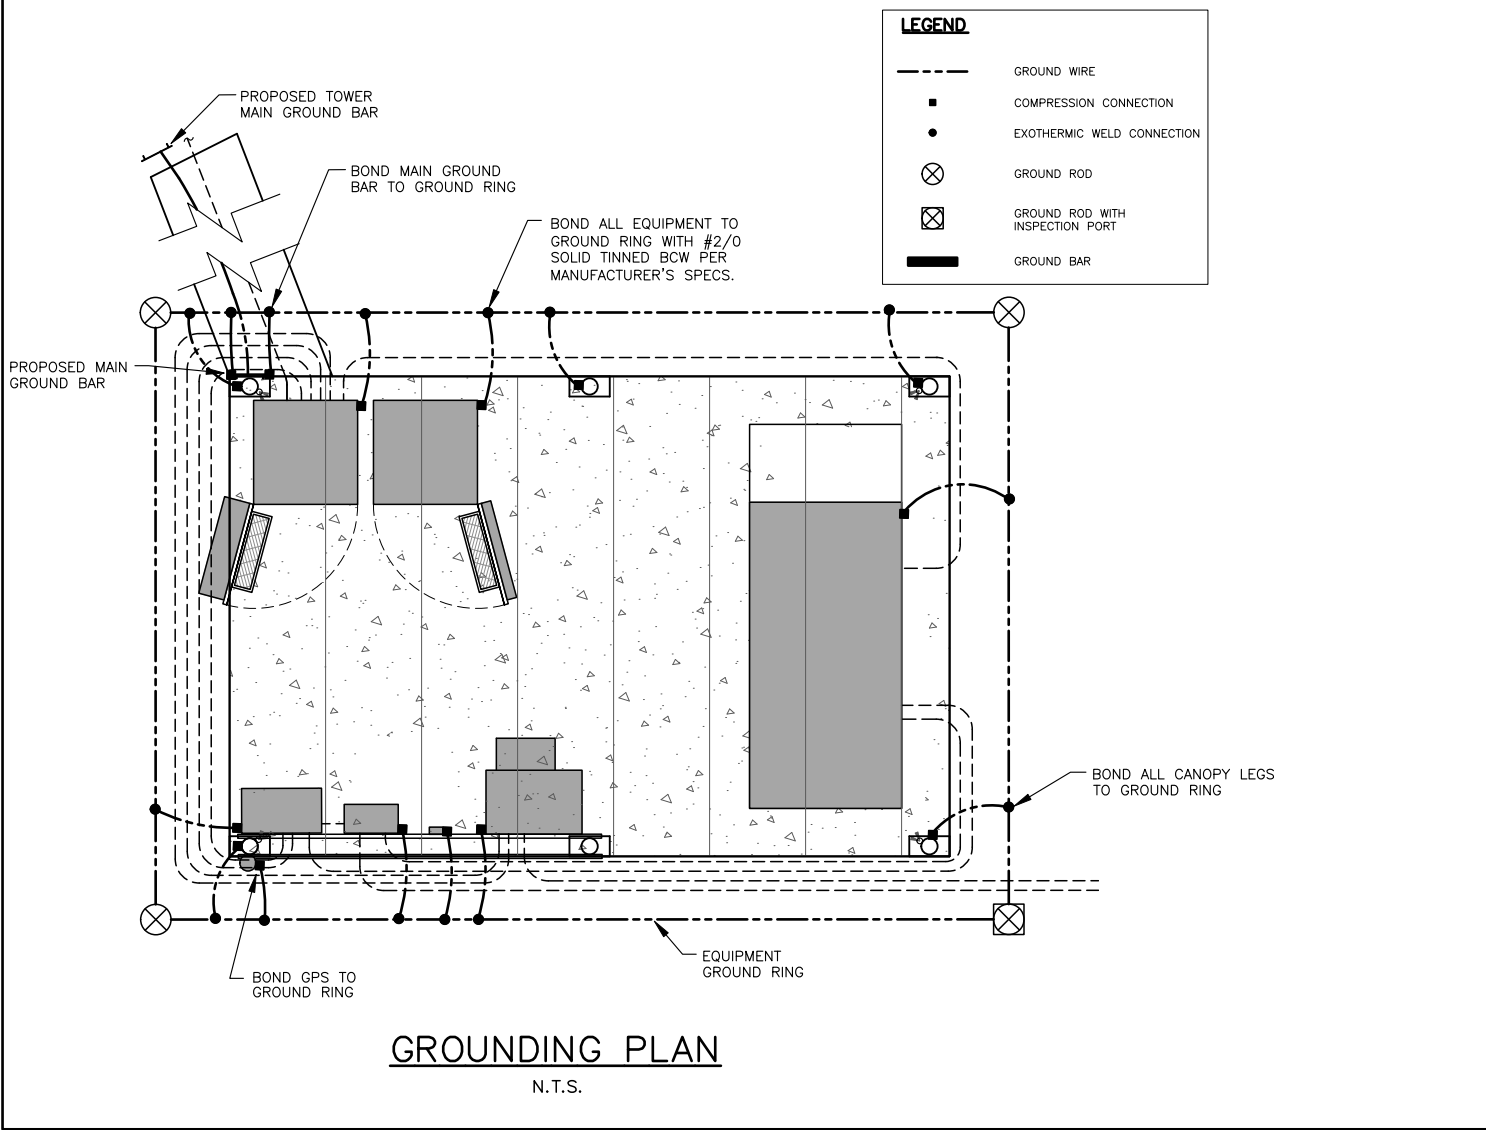 LEGEND
GROUND WIRE
COMPRESSION CONNECTION
EXOTHERMIC WELD CONNECTION
GROUND ROD
GROUND ROD WITH
INSPECTION PORT
GROUND BAR
PROPOSED TOWER
MAIN GROUND BAR
BOND MAIN GROUND
BAR TO GROUND RING
BOND ALL EQUIPMENT TO
GROUND RING WITH #2/0
SOLID TINNED BCW PER
MANUFACTURER'S SPECS.
PROPOSED MAIN
GROUND BAR
BOND ALL CANOPY LEGS
TO GROUND RING
EQUIPMENT
GROUND RING
BOND GPS TO
GROUND RING
GROUNDING PLAN
N.T.S.